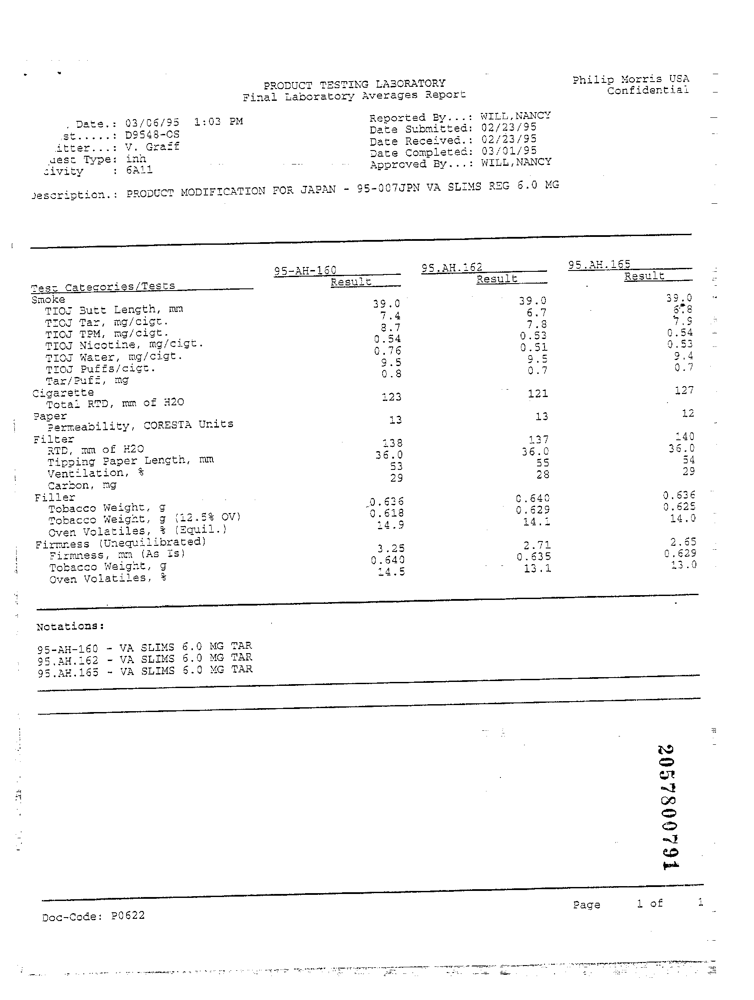 PRODUCT TESTING LABORATORY Philip Morris USA
Final Laboratory Averages Report Confidential
Date.: 03/06/95 1:03 PM Reported By...: WILL,NANCY
st.....: D9548-CS Date Submitted: 02/23/95
itter...: V. Graff Date Received.: 02/23/95
uest Type: inh Date Completed: 03/01/95
ivity : 6A11 Approved By...: WILL,NANCY
Description.: PRODUCT MODIFICATION FOR JAPAN - 95-007JPN VA SLIMS REG 6.0 MG
95-AH-160 95.AH.162 95.AH.165
Test Categories/Tests Result Result Result
Smoke
TIOJ Butt Length, mm 39.0 39.0 39.0
TIOJ Tar, mg/cigt. 7.4 6.7 6.8
TIOJ TPM, mg/cigt. 8.7 7.8 7.9
TIOJ Nicotine, mg/cigt. 0.54 0.53 0.54
TIOJ Water, mg/cigt. 0.76 0.51 0.53
TIOJ Puffs/cigt. 9.5 9.5 9.4
Tar/Puff, mg 0.8 0.7 0.7
Cigarette
Total RTD, mm of H2O 123 121 127
Paper
Permeability, CORESTA Units 13 13 12
Filter
RTD, mm of H2O 138 137 140
Tipping Paper Length, mm 36.0 36.0 36.0
Ventilation, % 53 55 54
Carbon, mg 29 28 29
Filler
Tobacco Weight, g 0.636 0.640 0.636
Tobacco Weight, g (12.5% OV) 0.618 0.629 0.625
Oven Volatiles, % (Equil.) 14.9 14.1 14.0
Firmness (Unequilibrated)
Firmness, mm (As Is) 3.25 2.71 2.65
Tobacco Weight, g 0.640 0.635 0.629
Oven Volatiles, % 14.5 13.1 13.0
Notations:
95-AH-160 - VA SLIMS 6.0 MG TAR
95.AH.162 - VA SLIMS 6.0 MG TAR
95.AH.165 - VA SLIMS 6.0 MG TAR
2057800791
Doc-Code: P0622 Page 1 of 1